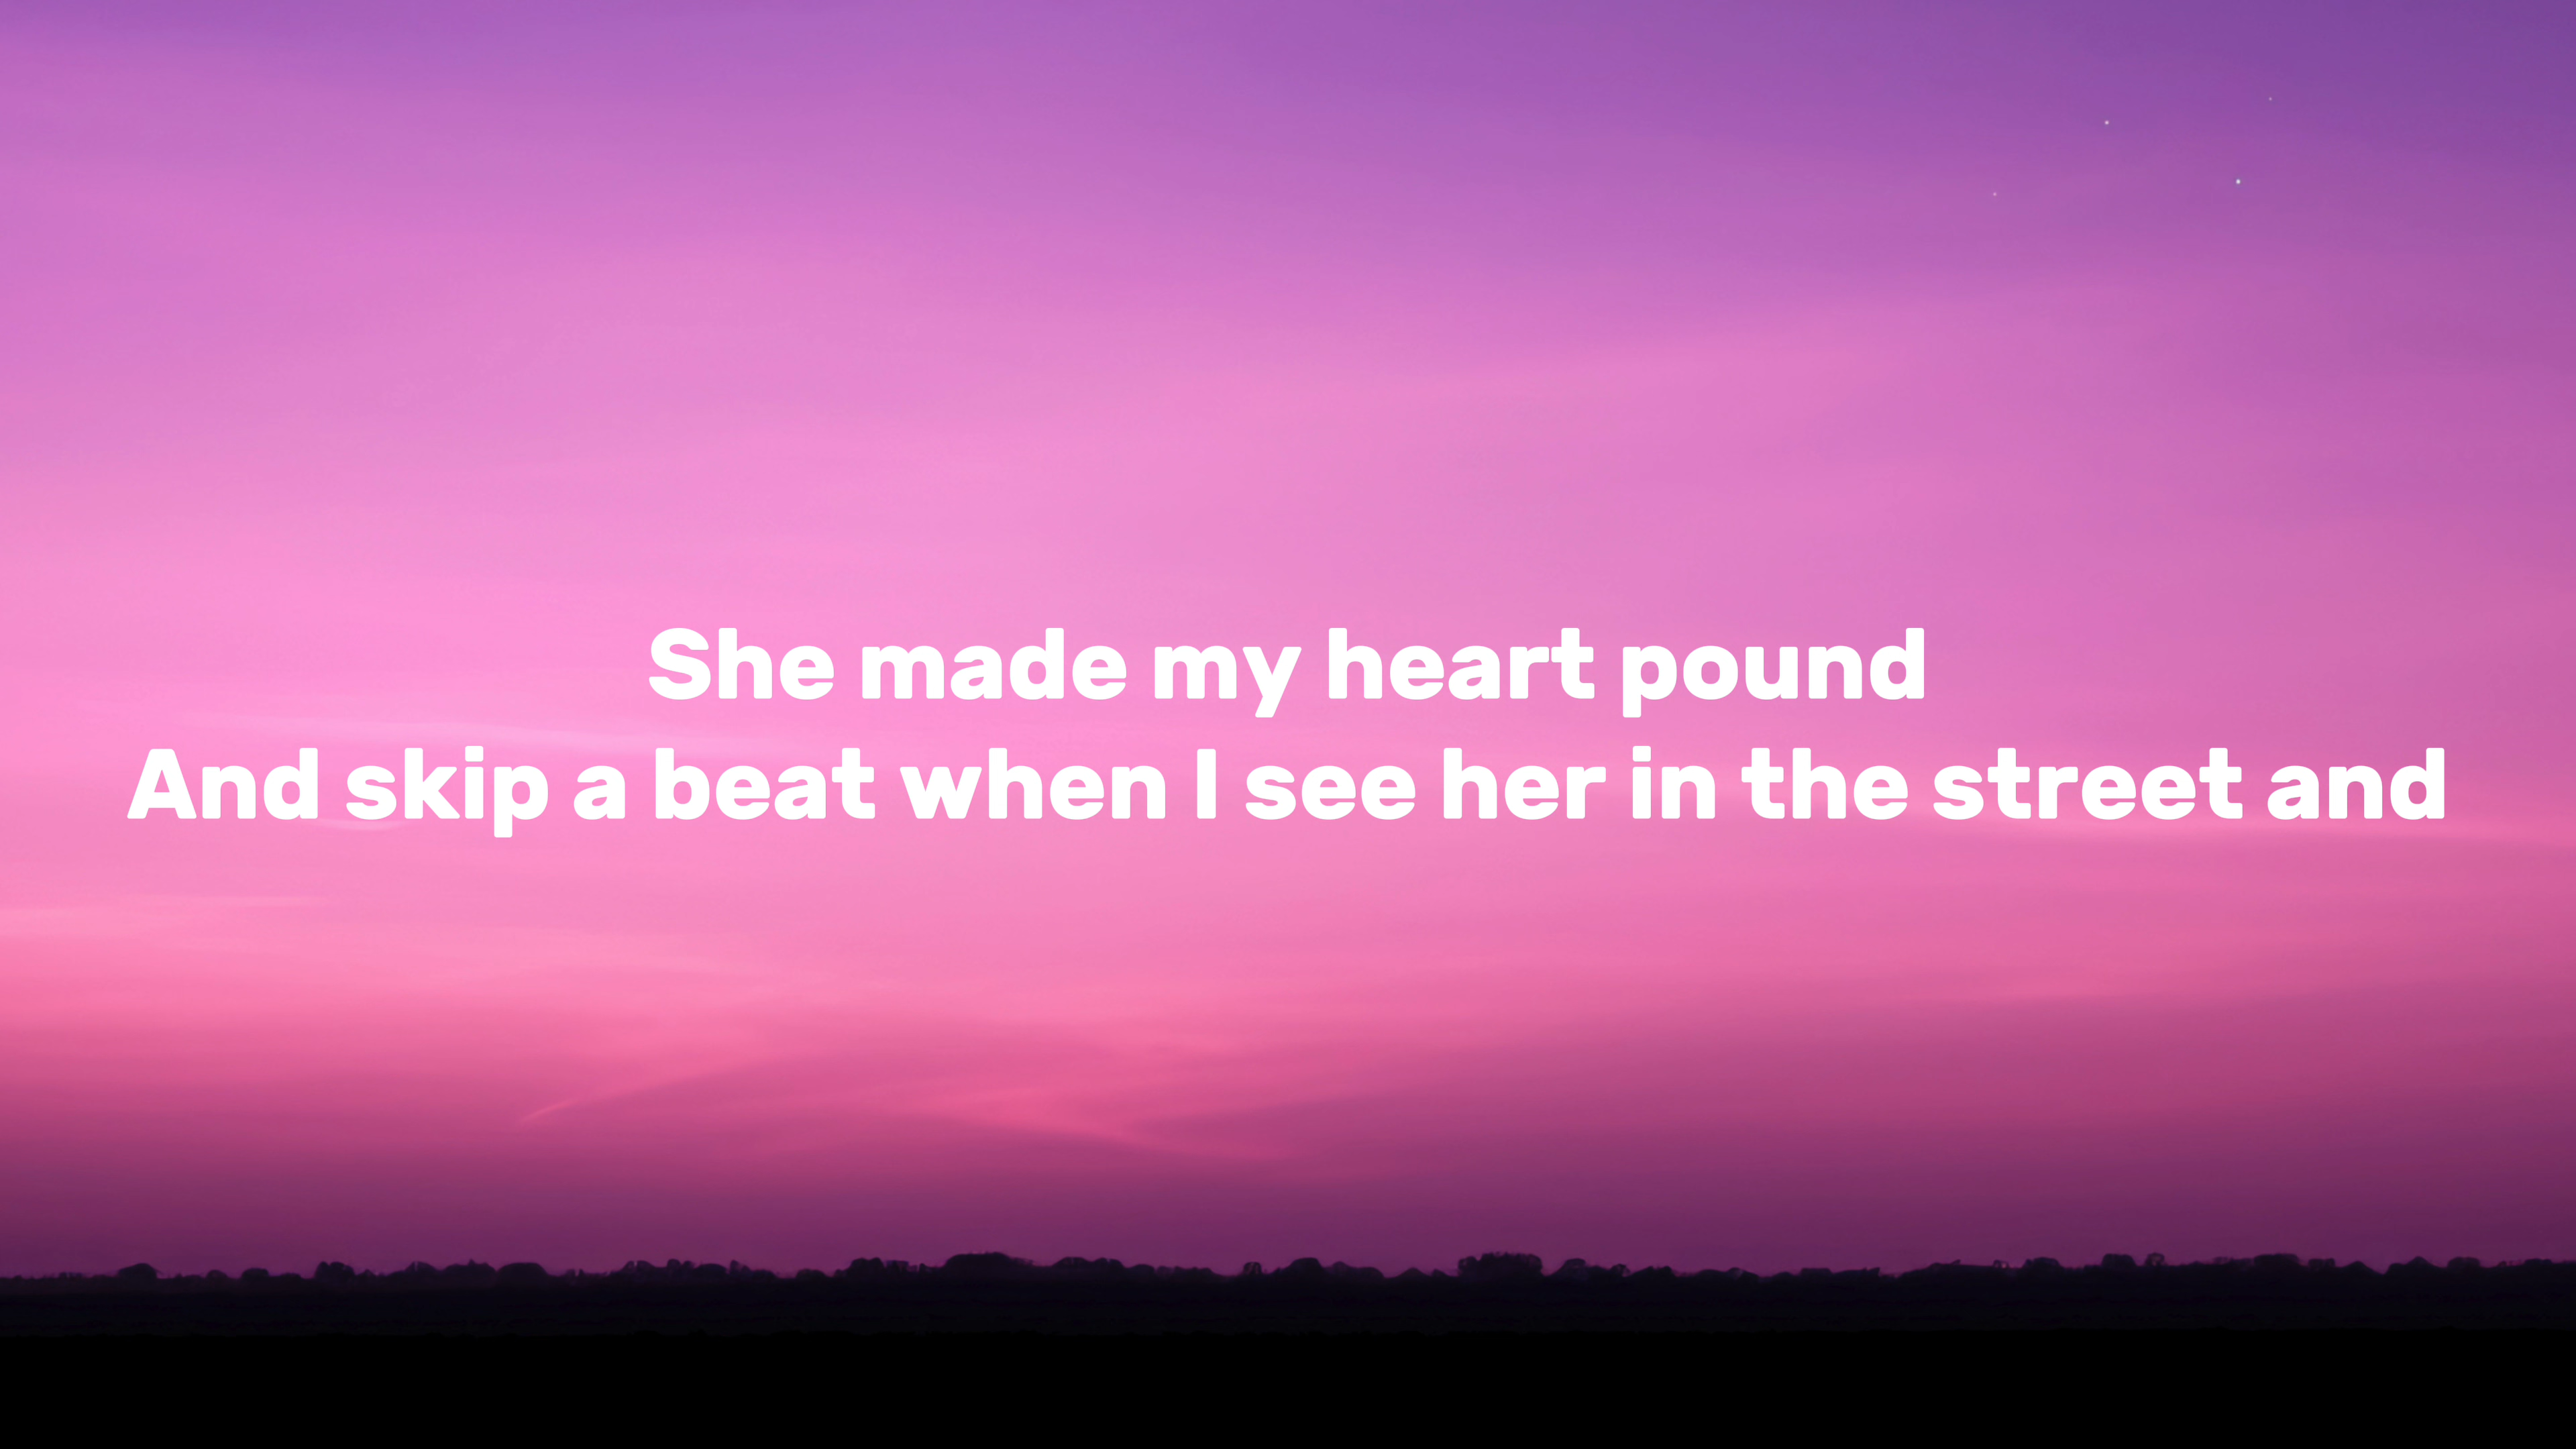 She made my heart pound
And skip a beat when I see her in the street and